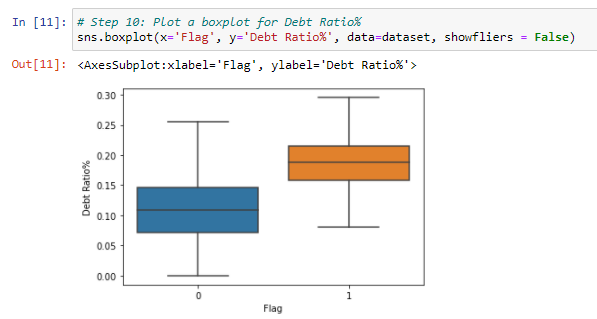 In [11]: # Step 10: Plot a boxplot for Debt Ratio%
sns.boxplot(x='Flag', y='Debt Ratio%', data=dataset, showfliers = False)
Out[11]: <AxesSubplot:xlabel='Flag', ylabel='Debt Ratio%'>
0.30
0.25
0.20
0.15
0.10
0.05
0.00
Debt Ratio%
0 1
Flag